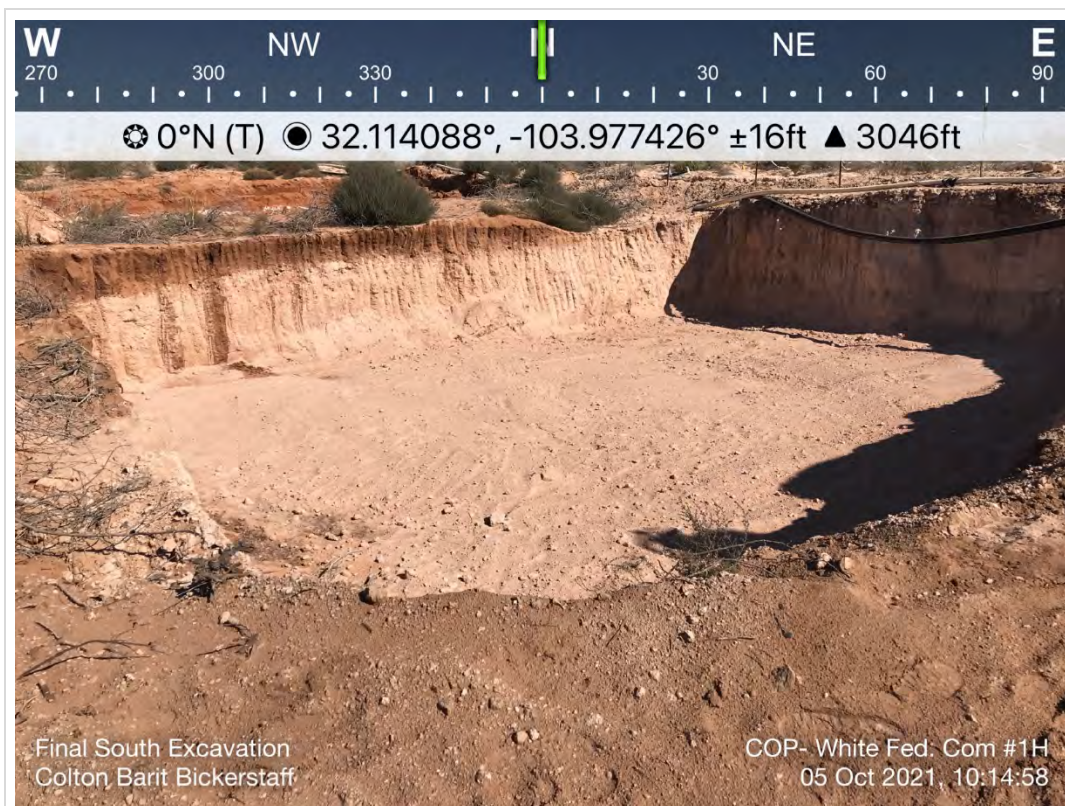 W NW N NE E
270 300 330 30 60 90
0°N (T) 32.114088°, -103.977426° ±16ft ▲ 3046ft
Final South Excavation
Colton Barit Bickerstaff
COP- White Fed. Com #1H
05 Oct 2021, 10:14:58